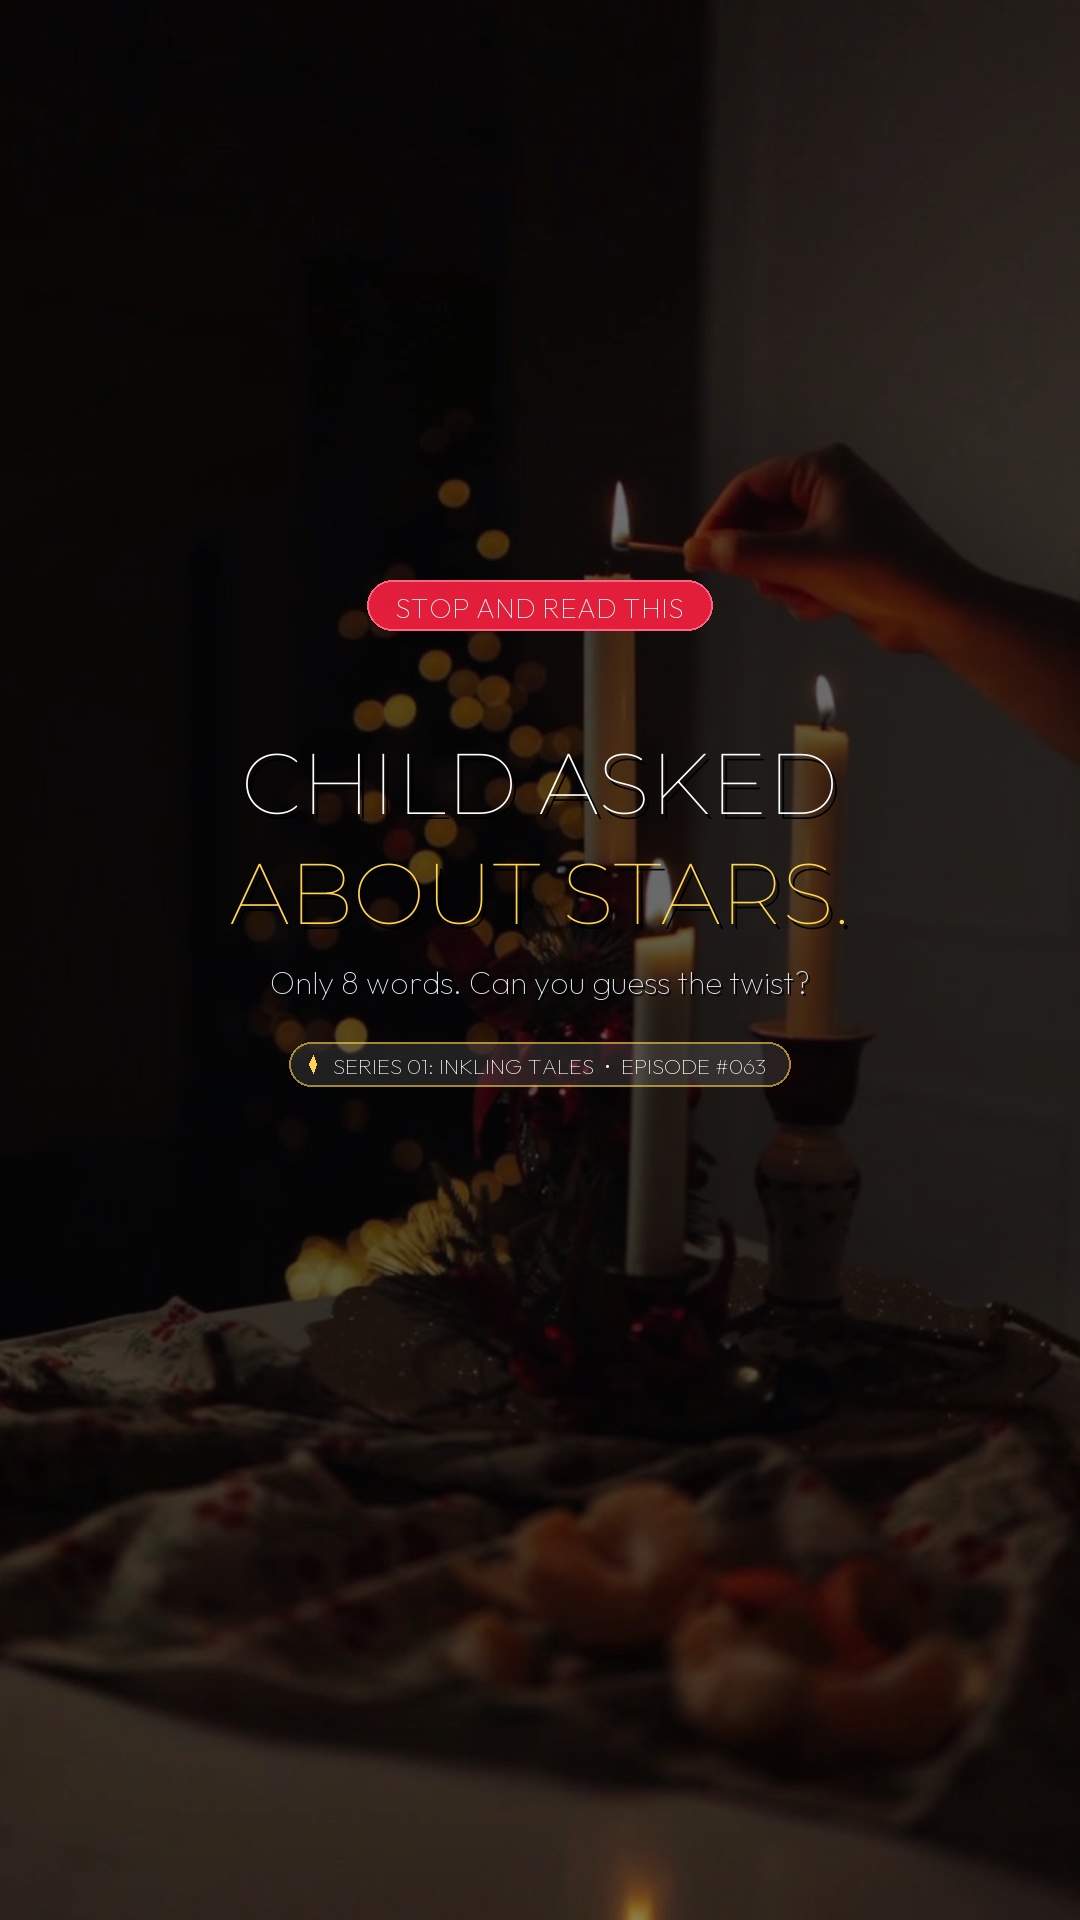 STOP AND READ THIS
CHILD ASKED
ABOUT STARS.
Only 8 words. Can you guess the twist?
SERIES 01: INKLING TALES • EPISODE #063